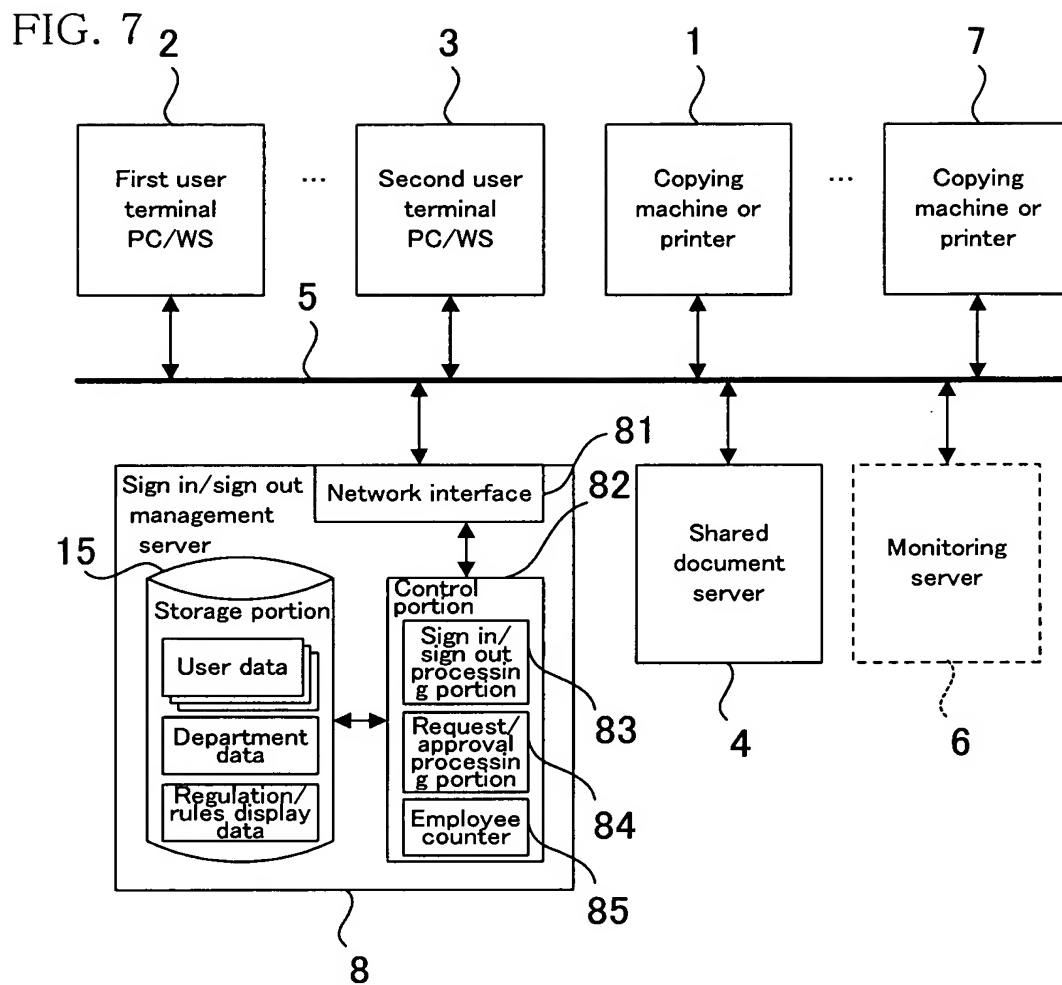 FIG. 7
2
3
1
7
First user
terminal
PC/WS
...
Second user
terminal
PC/WS
Copying
machine or
printer
...
Copying
machine or
printer
5
81
82
Sign in/sign out
management
server
Network interface
15
Storage portion
User data
Department
data
Regulation/
rules display
data
Control
portion
Sign in/
sign out
processin
g portion
Request/
approval
processin
g portion
Employee
counter
Shared
document
server
Monitoring
server
83
84
85
4
6
8